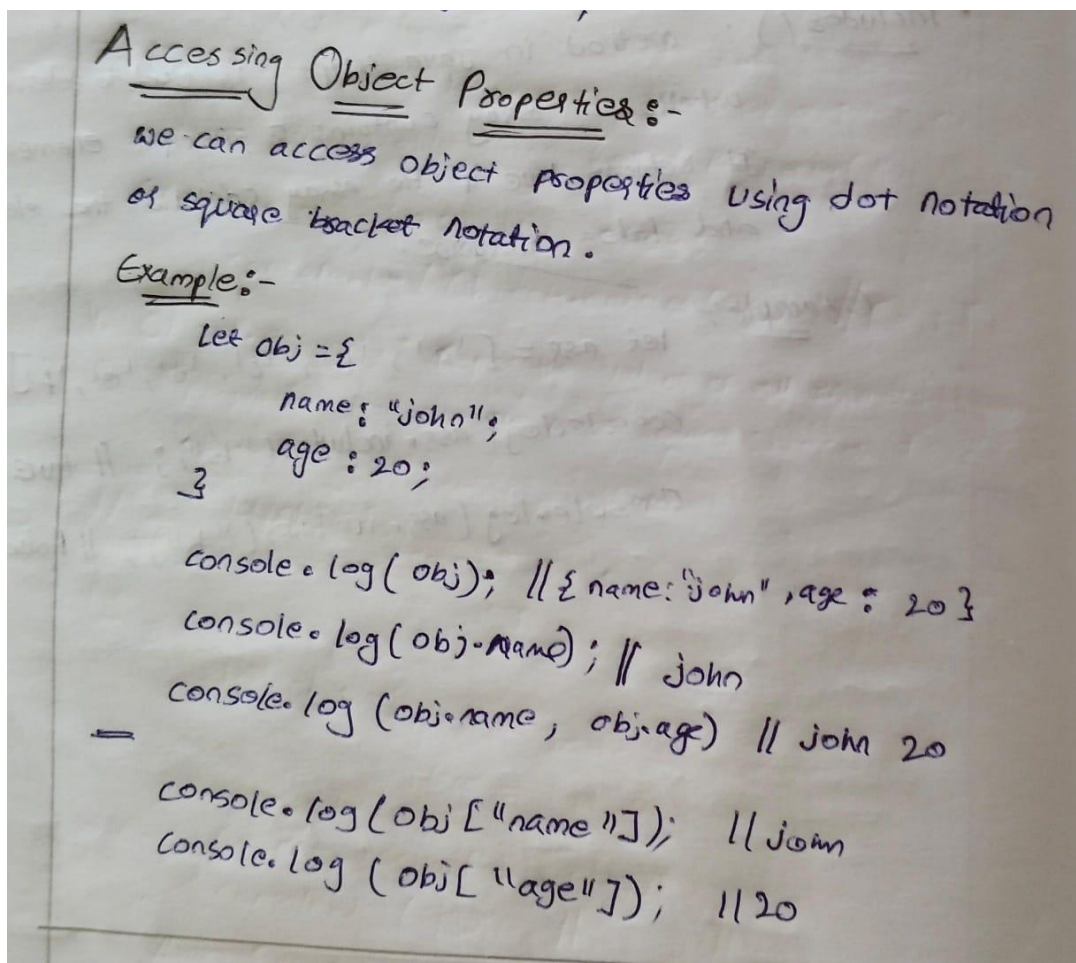 Accessing Object Properties:-
we can access object properties using dot notation
or square bracket notation.
Example:-
Let obj = {
name: "john";
age: 20;
}
console.log(obj); //{ name: "john", age: 20 }
console.log(obj.name); // john
console.log (obj.name, obj.age) // john 20
console.log(obj ["name"]); // john
console.log (obj[ "age"]); // 20